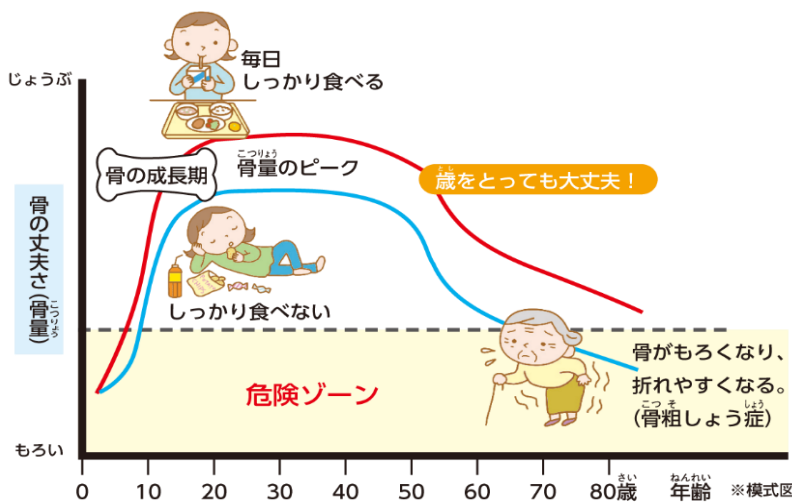 毎日
しっかり食べる
じょうぶ
骨の成長期
こつりょう
骨量のピーク
とし
歳をとっても大丈夫！
骨の丈夫さ(骨量)
こつりょう
しっかり食べない
危険ゾーン
骨がもろくなり、
折れやすくなる。
こつ そ しょう
(骨粗しょう症)
もろい
0 10 20 30 40 50 60 70 80歳 年齢 ※模式図
さい ねんれい